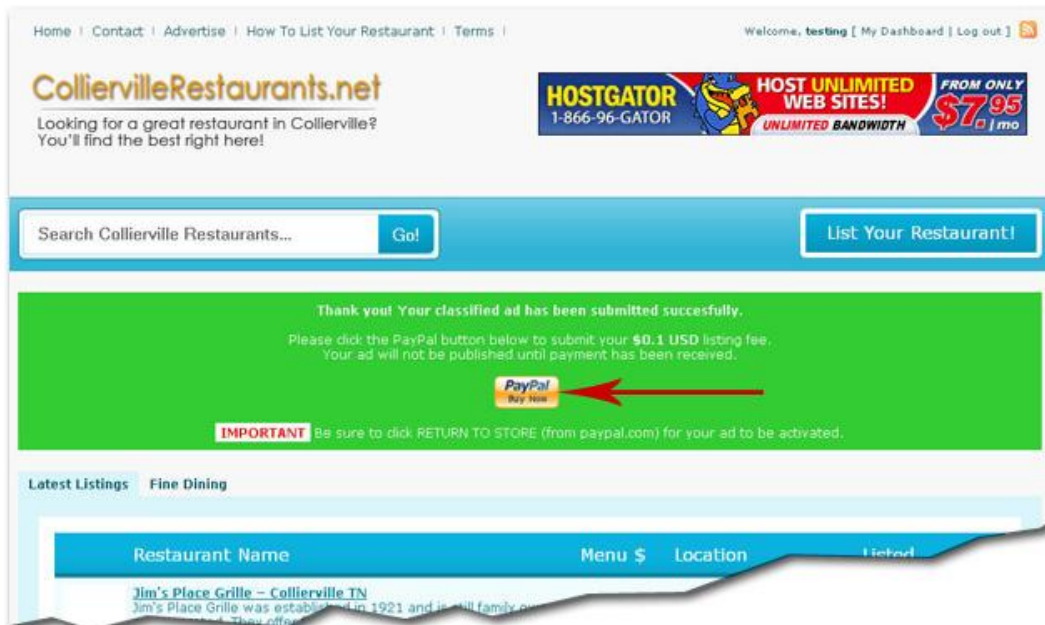 Home | Contact | Advertise | How To List Your Restaurant | Terms |
Welcome, testing [ My Dashboard | Log out ]
ColliervilleRestaurants.net
Looking for a great restaurant in Collierville?
You'll find the best right here!
HOSTGATOR
1-866-96-GATOR
HOST UNLIMITED
WEB SITES!
UNLIMITED BANDWIDTH
FROM ONLY
$7.95
/mo
Search Collierville Restaurants...
Go!
List Your Restaurant!
Thank you! Your classified ad has been submitted succesfully.
Please click the PayPal button below to submit your $0.1 USD listing fee.
Your ad will not be published until payment has been received.
PayPal
Buy Now
IMPORTANT Be sure to click RETURN TO STORE (from paypal.com) for your ad to be activated.
Latest Listings Fine Dining
Restaurant Name Menu $ Location Listed
Jim's Place Grille – Collierville TN
Jim's Place Grille was established in 1921 and is still family
They